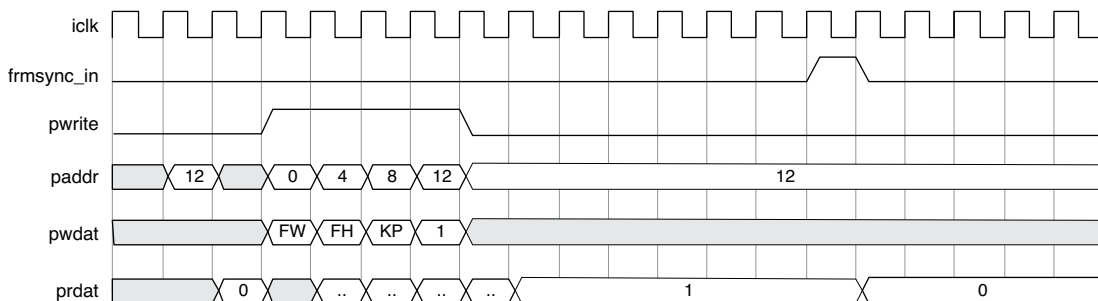 iclk
frmsync_in
pwrite
paddr 12 0 4 8 12 12
pwdat FW FH KP 1
prdat 0 .. .. .. .. 1 0